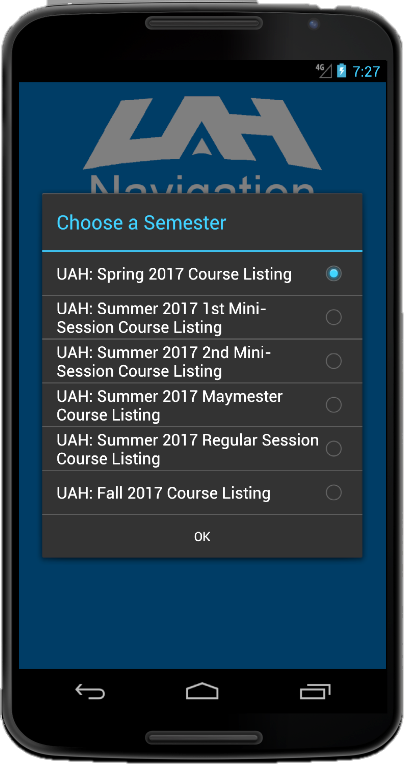 4G 7:27
UAH
Navigation
Choose a Semester
UAH: Spring 2017 Course Listing
UAH: Summer 2017 1st Mini-
Session Course Listing
UAH: Summer 2017 2nd Mini-
Session Course Listing
UAH: Summer 2017 Maymester
Course Listing
UAH: Summer 2017 Regular Session
Course Listing
UAH: Fall 2017 Course Listing
OK